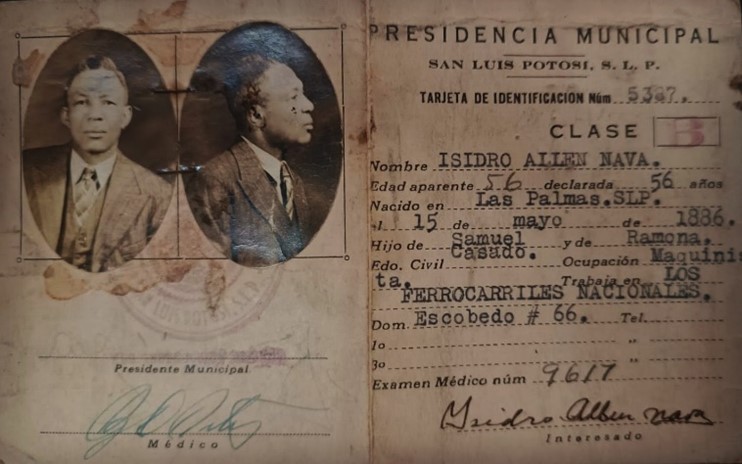 Presidente Municipal
Médico
PRESIDENCIA MUNICIPAL
SAN LUIS POTOSI, S. L. P.
TARJETA DE IDENTIFICACION Núm 5387.
CLASE B
Nombre ISIDRO ALLEN NAVA.
Edad aparente 56 declarada 56 años
Nacido en Las Palmas.SLP.
el 15 de mayo de 1886.
Hijo de Samuel y de Ramona.
Edo. Civil Casado. Ocupación Maquinis
ta. Trabaja en LOS
FERROCARRILES NACIONALES.
Dom. Escobedo # 66. Tel.
1o " 
3o "
Examen Médico núm 9617
Ysidro Allen Nava
Interesado